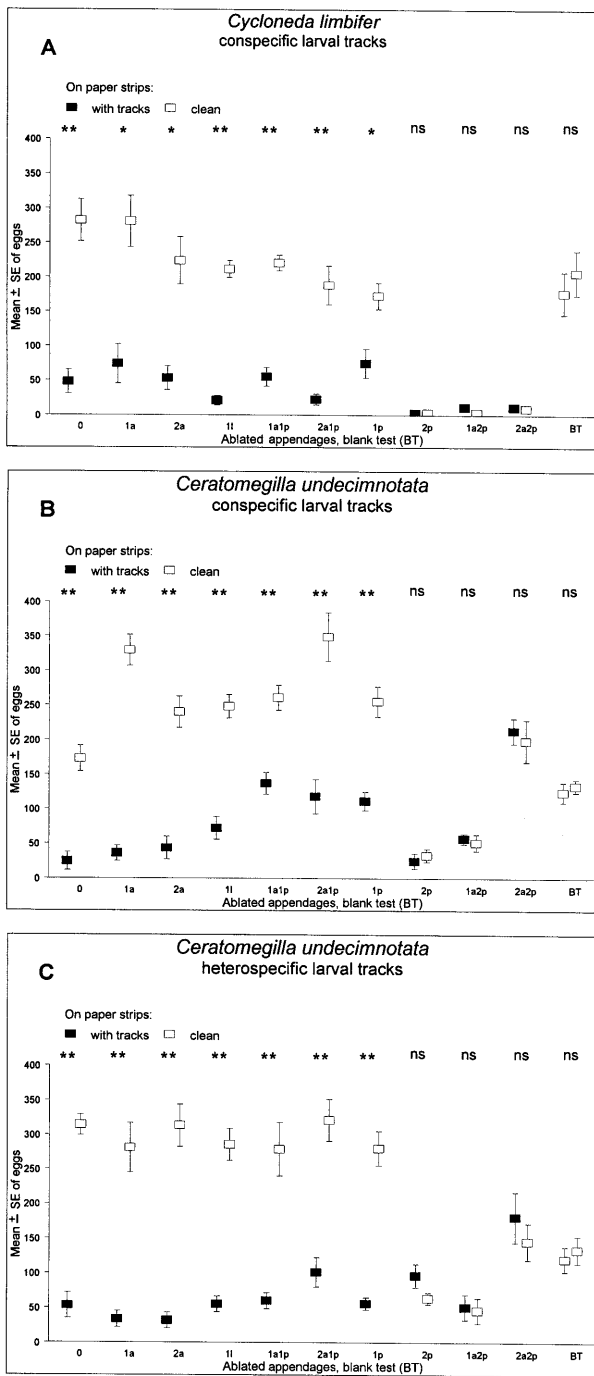 Cycloneda limbifer
A
conspecific larval tracks
On paper strips:
with tracks clean
** * * ** ** ** * ns ns ns ns
400
350
300
250
200
150
100
50
0
Mean ± SE of eggs
0 1a 2a 1l 1a1p 2a1p 1p 2p 1a2p 2a2p BT
Ablated appendages, blank test (BT)
Ceratomegilla undecimnotata
B
conspecific larval tracks
On paper strips:
with tracks clean
** ** ** ** ** ** ** ns ns ns ns
400
350
300
250
200
150
100
50
0
Mean ± SE of eggs
0 1a 2a 1l 1a1p 2a1p 1p 2p 1a2p 2a2p BT
Ablated appendages, blank test (BT)
Ceratomegilla undecimnotata
C
heterospecific larval tracks
On paper strips:
with tracks clean
** ** ** ** ** ** ** ns ns ns ns
400
350
300
250
200
150
100
50
0
Mean ± SE of eggs
0 1a 2a 1l 1a1p 2a1p 1p 2p 1a2p 2a2p BT
Ablated appendages, blank test (BT)